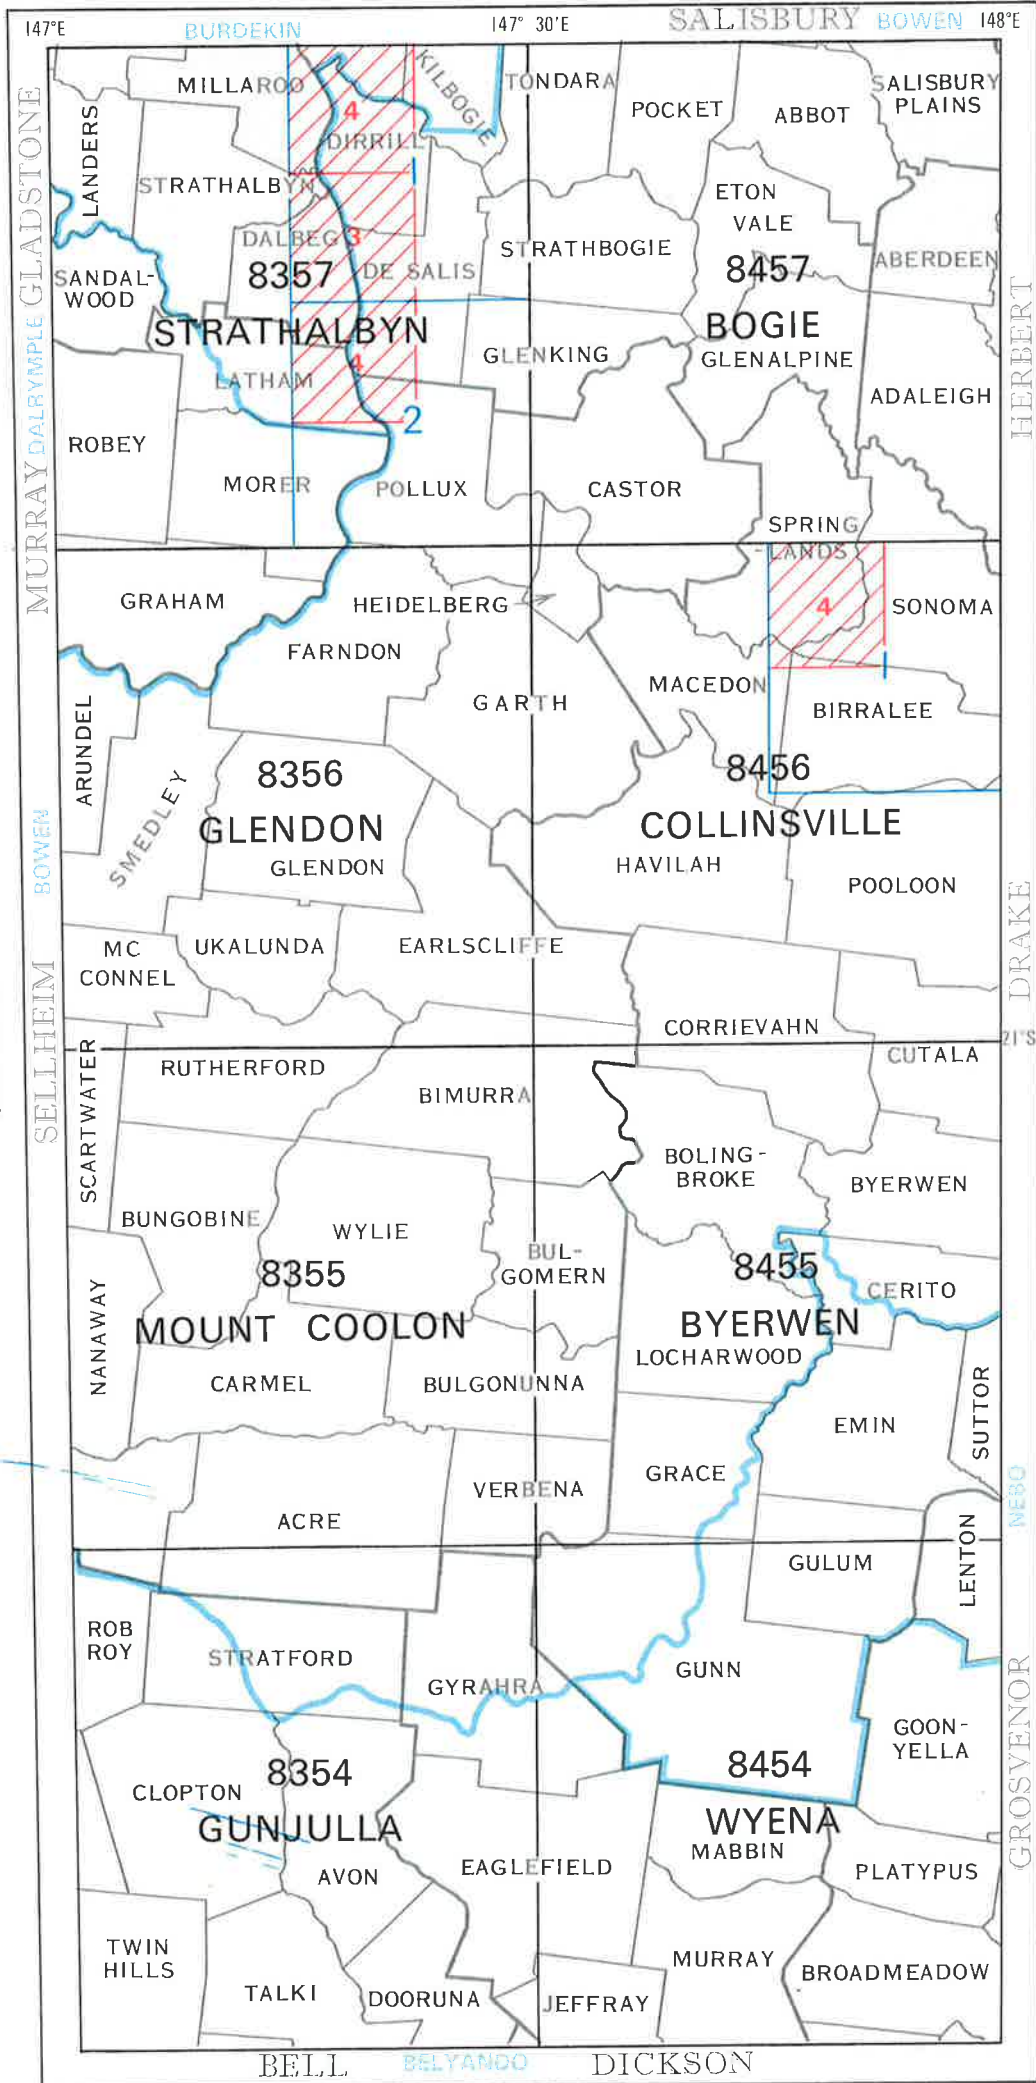 147°E
BURDEKIN
147° 30'E
SALISBURY
BOWEN
148°E
MILLAROO
KILBOGIE
TONDARA
POCKET
ABBOT
SALISBURY
PLAINS
LANDERS
4
DIRRILL
GLADSTONE
STRATHALBYN
ETON
VALE
DALBEG
3
STRATHBOGIE
8357
DE SALIS
8457
ABERDEEN
SANDAL-
WOOD
STRATHALBYN
BOGIE
HERBERT
DALRYMPLE
GLENKING
GLENALPINE
4
LATHAM
ADALEIGH
2
ROBEY
MURRAY
MORER
POLLUX
CASTOR
SPRING
-LANDS
GRAHAM
HEIDELBERG
4
SONOMA
FARNDON
MACEDON
GARTH
BIRRALEE
ARUNDEL
8356
8456
SMEDLEY
GLENDON
COLLINSVILLE
BOWEN
GLENDON
HAVILAH
POOLOON
MC
CONNEL
UKALUNDA
EARLSCLIFFE
DRAKE
CORRIEVAHN
21°S
SELLHEIM
CUTALA
SCARTWATER
RUTHERFORD
BIMURRA
BOLING-
BROKE
BYERWEN
BUNGOBINE
WYLIE
BUL-
GOMERN
8355
8455
CERITO
NANAWAY
MOUNT COOLON
BYERWEN
LOCHARWOOD
CARMEL
BULGONUNNA
SUTTOR
EMIN
GRACE
VERBENA
NEBO
ACRE
LENTON
GULUM
ROB
ROY
STRATFORD
GUNN
GYRAHRA
GOON-
YELLA
GROSVENOR
8354
8454
CLOPTON
GUNJULLA
WYENA
MABBIN
AVON
EAGLEFIELD
PLATYPUS
TWIN
HILLS
MURRAY
BROADMEADOW
TALKI
DOORUNA
JEFFRAY
BELL
BELYANDO
DICKSON